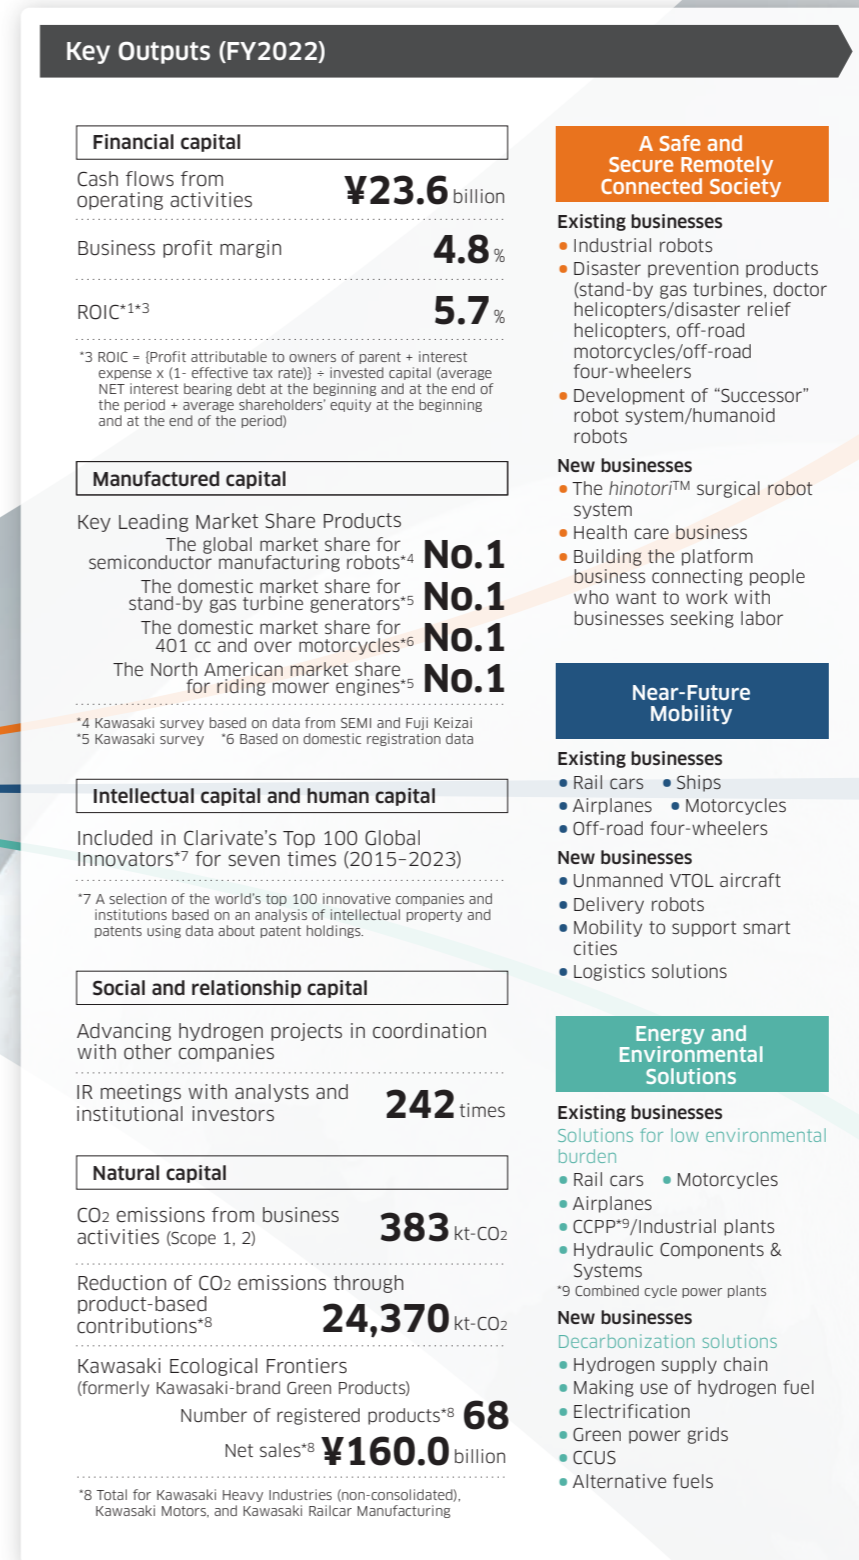 Key Outputs (FY2022)
Financial capital
Cash flows from
operating activities
¥23.6 billion
Business profit margin
4.8 %
ROIC*1*3
5.7 %
*3 ROIC = {Profit attributable to owners of parent + interest
expense x (1- effective tax rate)} ÷ invested capital (average
NET interest bearing debt at the beginning and at the end of
the period + average shareholders' equity at the beginning
and at the end of the period)
Manufactured capital
Key Leading Market Share Products
The global market share for
semiconductor manufacturing robots*4 No.1
The domestic market share for
stand-by gas turbine generators*5 No.1
The domestic market share for
401 cc and over motorcycles*6 No.1
The North American market share
for riding mower engines*5 No.1
*4 Kawasaki survey based on data from SEMI and Fuji Keizai
*5 Kawasaki survey *6 Based on domestic registration data
Intellectual capital and human capital
Included in Clarivate's Top 100 Global
Innovators*7 for seven times (2015–2023)
*7 A selection of the world's top 100 innovative companies and
institutions based on an analysis of intellectual property and
patents using data about patent holdings.
Social and relationship capital
Advancing hydrogen projects in coordination
with other companies
IR meetings with analysts and
institutional investors
242 times
Natural capital
CO2 emissions from business
activities (Scope 1, 2)
383 kt-CO2
Reduction of CO2 emissions through
product-based
contributions*8
24,370 kt-CO2
Kawasaki Ecological Frontiers
(formerly Kawasaki-brand Green Products)
Number of registered products*8 68
Net sales*8 ¥160.0 billion
*8 Total for Kawasaki Heavy Industries (non-consolidated),
Kawasaki Motors, and Kawasaki Railcar Manufacturing
A Safe and
Secure Remotely
Connected Society
Existing businesses
• Industrial robots
• Disaster prevention products
(stand-by gas turbines, doctor
helicopters/disaster relief
helicopters, off-road
motorcycles/off-road
four-wheelers
• Development of "Successor"
robot system/humanoid
robots
New businesses
• The hinotori™ surgical robot
system
• Health care business
• Building the platform
business connecting people
who want to work with
businesses seeking labor
Near-Future
Mobility
Existing businesses
• Rail cars • Ships
• Airplanes • Motorcycles
• Off-road four-wheelers
New businesses
• Unmanned VTOL aircraft
• Delivery robots
• Mobility to support smart
cities
• Logistics solutions
Energy and
Environmental
Solutions
Existing businesses
Solutions for low environmental
burden
• Rail cars • Motorcycles
• Airplanes
• CCPP*9/Industrial plants
• Hydraulic Components &
Systems
*9 Combined cycle power plants
New businesses
Decarbonization solutions
• Hydrogen supply chain
• Making use of hydrogen fuel
• Electrification
• Green power grids
• CCUS
• Alternative fuels